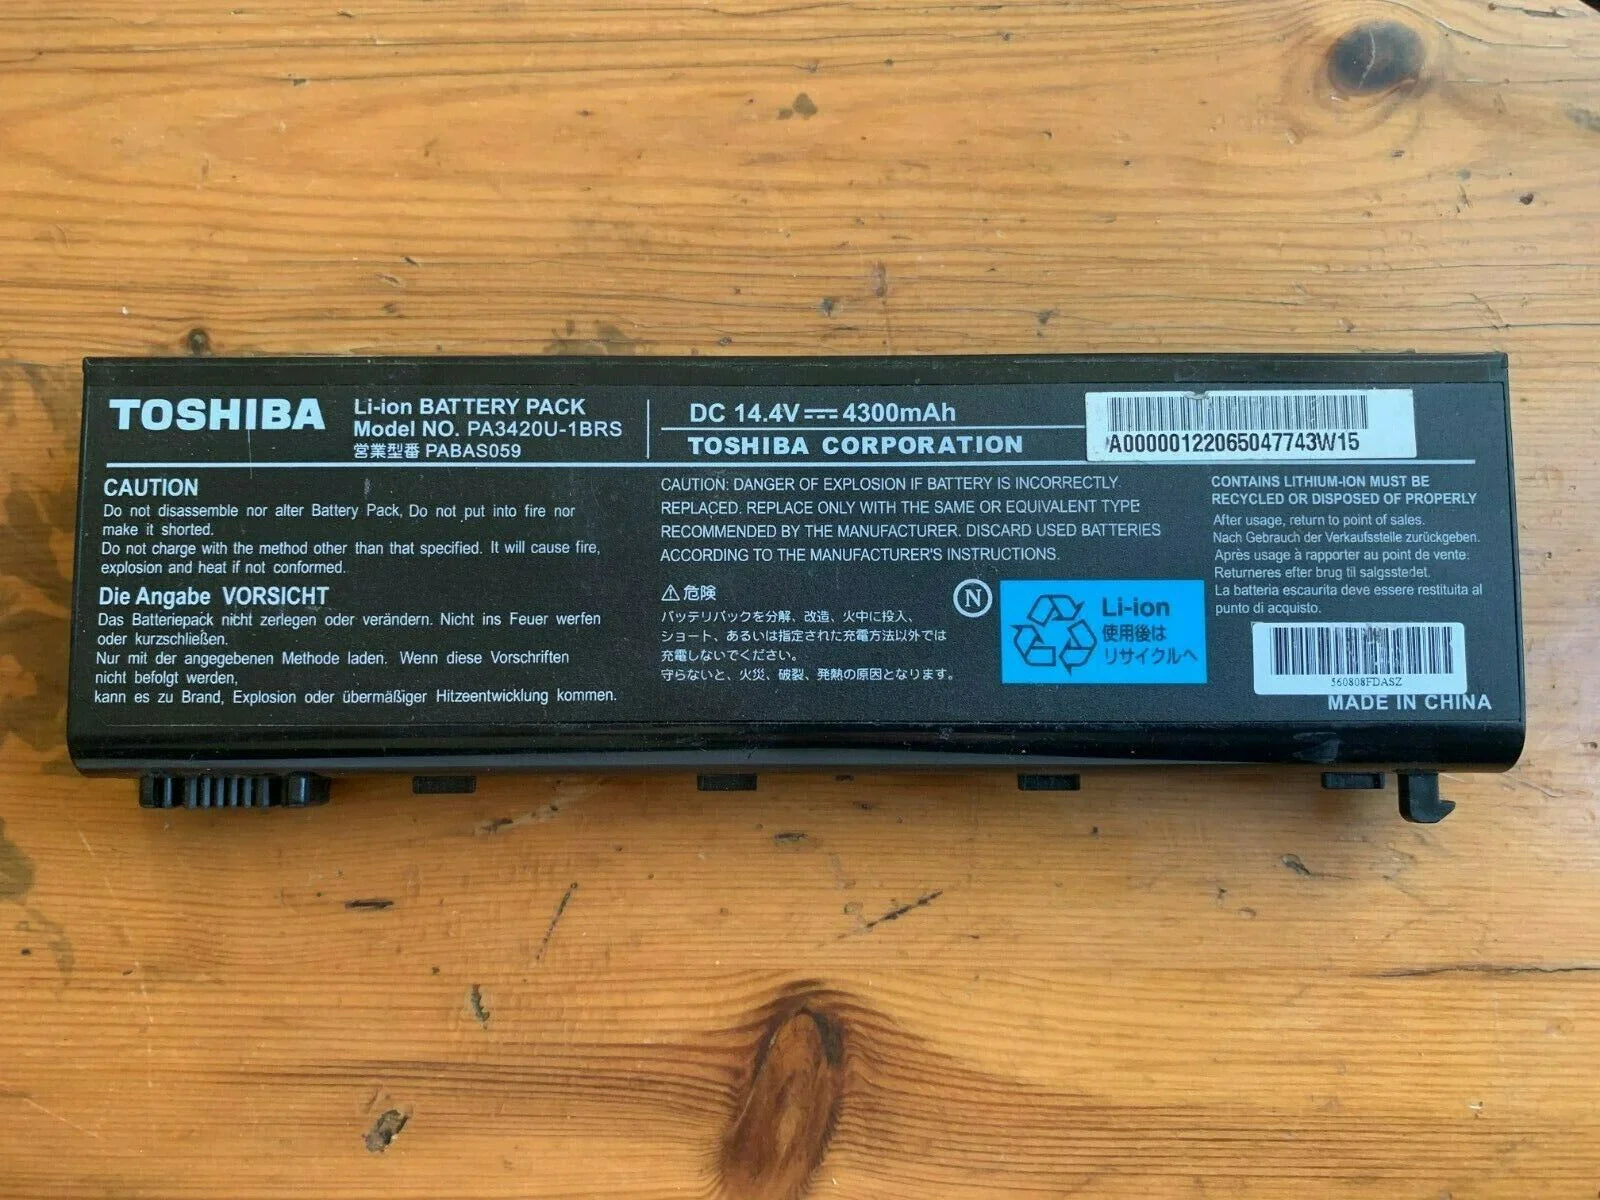 TOSHIBA
Li-ion BATTERY PACK
Model NO. PA3420U-1BRS
営業型番 PABAS059
DC 14.4V 4300mAh
TOSHIBA CORPORATION
A00000122065047743W15
CAUTION
Do not disassemble nor alter Battery Pack, Do not put into fire nor
make it shorted.
Do not charge with the method other than that specified. It will cause fire,
explosion and heat if not conformed.
Die Angabe VORSICHT
Das Batteriepack nicht zerlegen oder verändern. Nicht ins Feuer werfen
oder kurzschließen.
Nur mit der angegebenen Methode laden. Wenn diese Vorschriften
nicht befolgt werden,
kann es zu Brand, Explosion oder übermäßiger Hitzeentwicklung kommen.
CAUTION: DANGER OF EXPLOSION IF BATTERY IS INCORRECTLY
REPLACED. REPLACE ONLY WITH THE SAME OR EQUIVALENT TYPE
RECOMMENDED BY THE MANUFACTURER. DISCARD USED BATTERIES
ACCORDING TO THE MANUFACTURER'S INSTRUCTIONS.
⚠危険
バッテリパックを分解、改造、火中に投入、
ショート、あるいは指定された充電方法以外では
充電しないでください。
守らないと、火災、破裂、発熱の原因となります。
N
Li-ion
使用後は
リサイクルへ
CONTAINS LITHIUM-ION MUST BE
RECYCLED OR DISPOSED OF PROPERLY
After usage, return to point of sales.
Nach Gebrauch der Verkaufsstelle zurückgeben.
Après usage à rapporter au point de vente.
Returneres efter brug til salgsstedet.
La batteria escaurita deve essere restituita al
punto di acquisto.
560808FDASZ
MADE IN CHINA